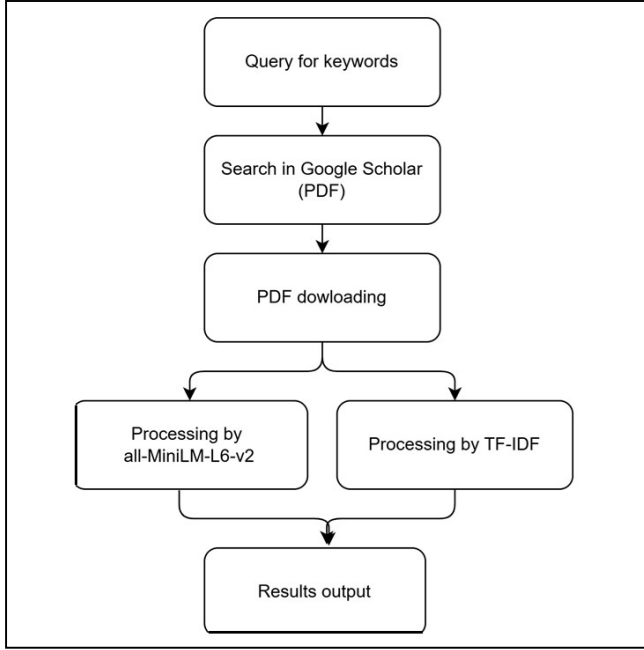 Query for keywords
Search in Google Scholar
(PDF)
PDF dowloading
Processing by
all-MiniLM-L6-v2
Processing by TF-IDF
Results output